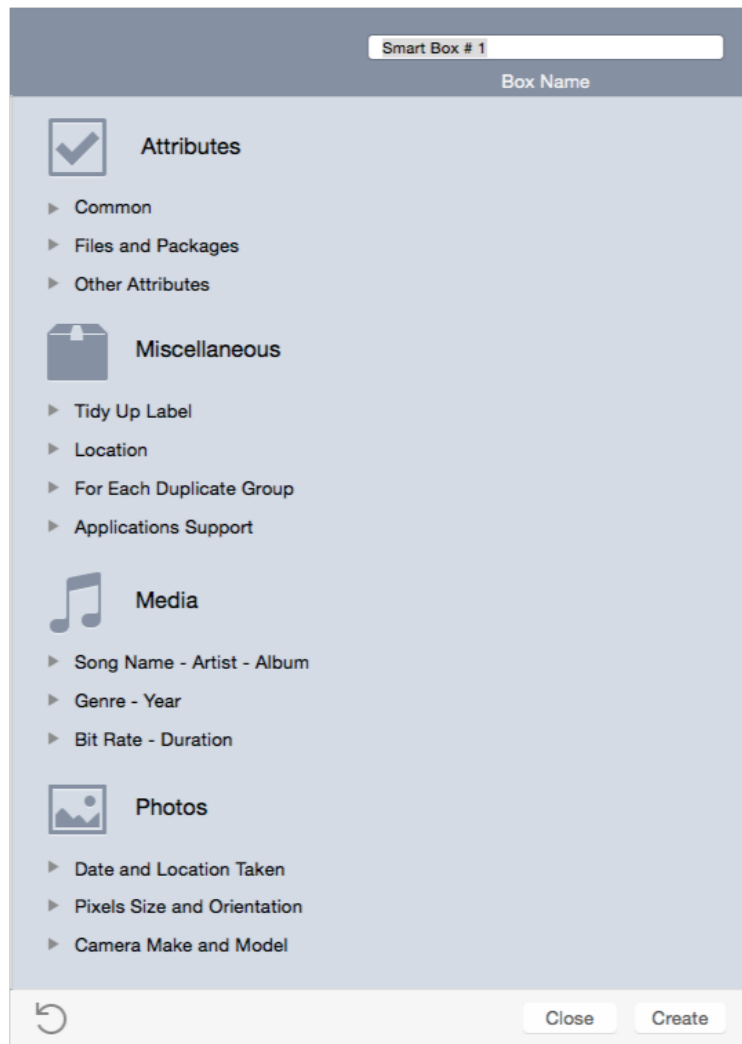 Smart Box # 1
Box Name
Attributes
Common
Files and Packages
Other Attributes
Miscellaneous
Tidy Up Label
Location
For Each Duplicate Group
Applications Support
Media
Song Name - Artist - Album
Genre - Year
Bit Rate - Duration
Photos
Date and Location Taken
Pixels Size and Orientation
Camera Make and Model
Close Create